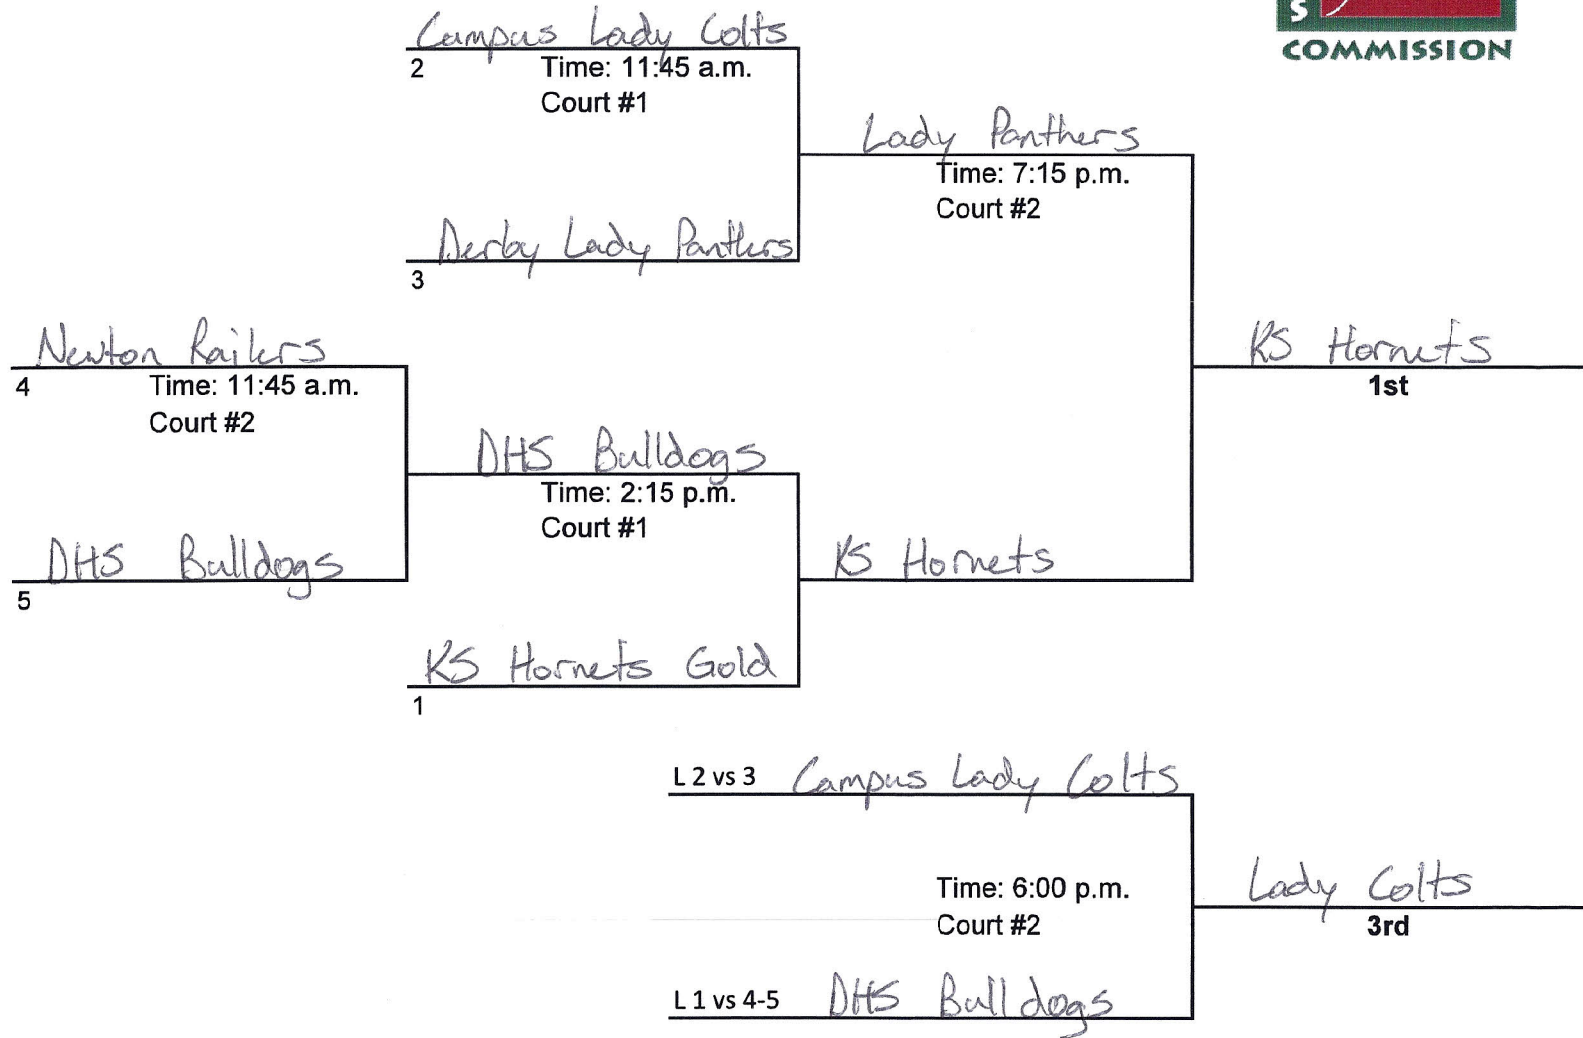 S
COMMISSION
Campus Lady Colts
2
Time: 11:45 a.m.
Court #1
Lady Panthers
Time: 7:15 p.m.
Court #2
Derby Lady Panthers
3
Newton Railers
4
Time: 11:45 a.m.
Court #2
KS Hornets
1st
DHS Bulldogs
Time: 2:15 p.m.
Court #1
DHS Bulldogs
5
KS Hornets
KS Hornets Gold
1
L 2 vs 3 Campus Lady Colts
Time: 6:00 p.m.
Court #2
Lady Colts
3rd
L 1 vs 4-5 DHS Bulldogs